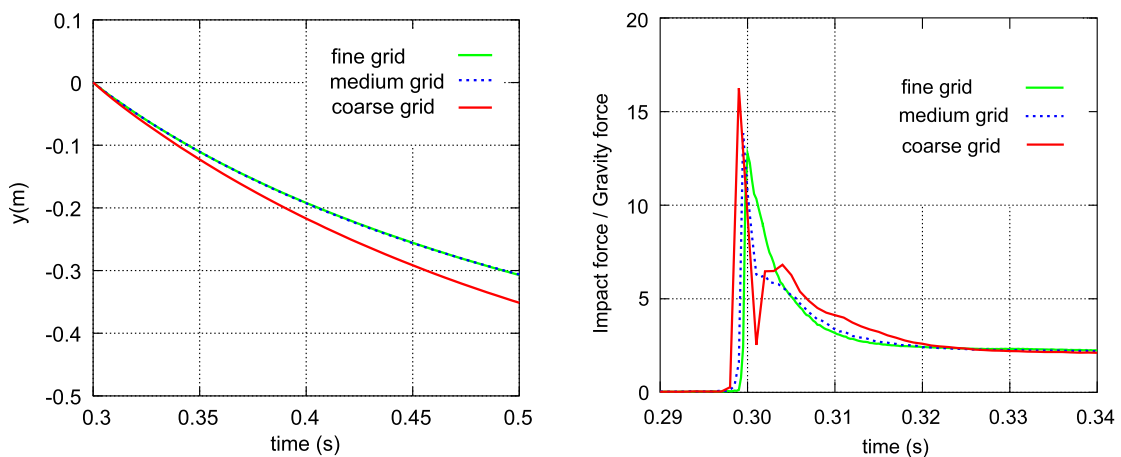 0.1
0
-0.1
-0.2
-0.3
-0.4
-0.5
y(m)
fine grid
medium grid
coarse grid
0.3 0.35 0.4 0.45 0.5
time (s)
20
15
10
5
0
Impact force / Gravity force
fine grid
medium grid
coarse grid
0.29 0.30 0.31 0.32 0.33 0.34
time (s)